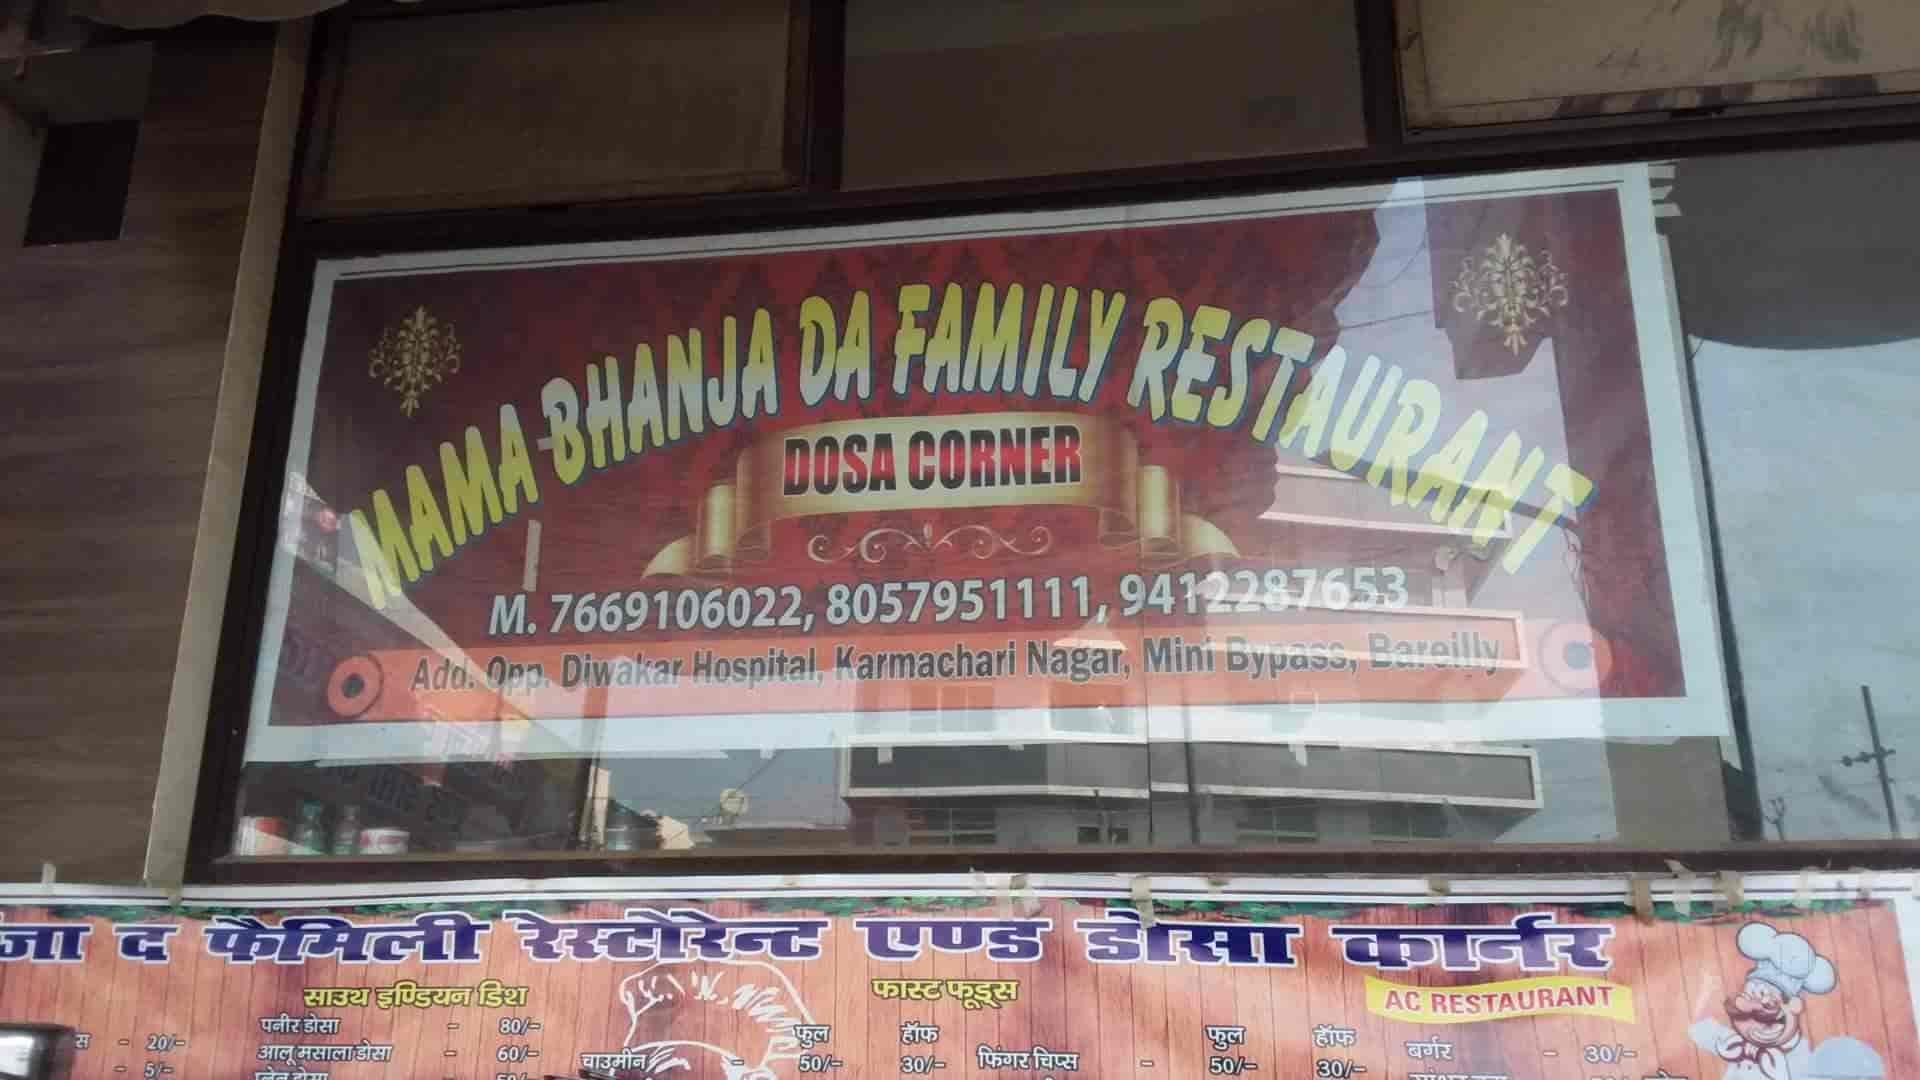 MAMA BHANJA DA FAMILY RESTAURANT
DOSA CORNER
M. 7669106022, 8057951111, 9412287653
Add. Opp. Diwakar Hospital, Karmachari Nagar, Mini Bypass, Bareilly
जा द फैमिली रेस्टोरेन्ट एण्ड डोसा कार्नर
साउथ इण्डियन डिश
फास्ट फूड्स
AC RESTAURANT
- 20/-
- 5/-
पनीर डोसा - 80/-
आलू मसाला डोसा - 60/-
फुल हॉफ
चाउमीन - 50/- 30/-
फुल हॉफ
फिंगर चिप्स - 50/- 30/-
बर्गर - 30/-